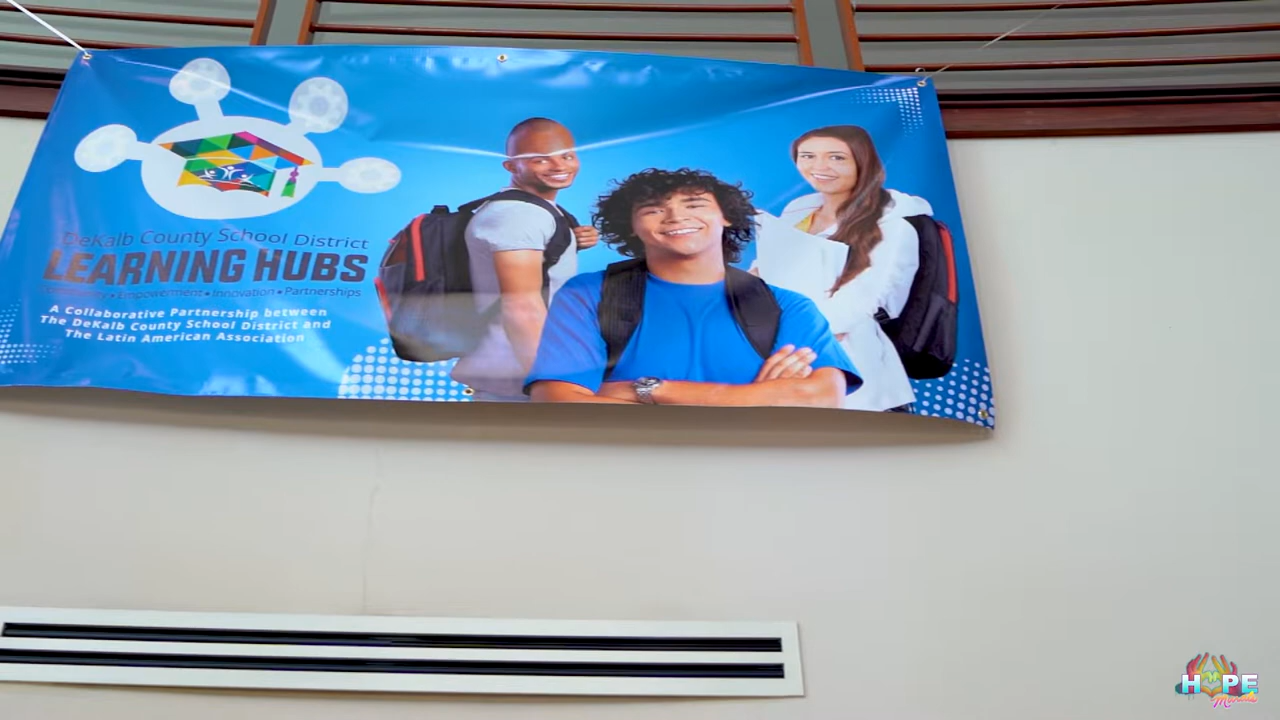 DeKalb County School District
LEARNING HUBS
Empowerment • Innovation • Partnerships
A Collaborative Partnership between
The DeKalb County School District and
The Latin American Association
HOPE